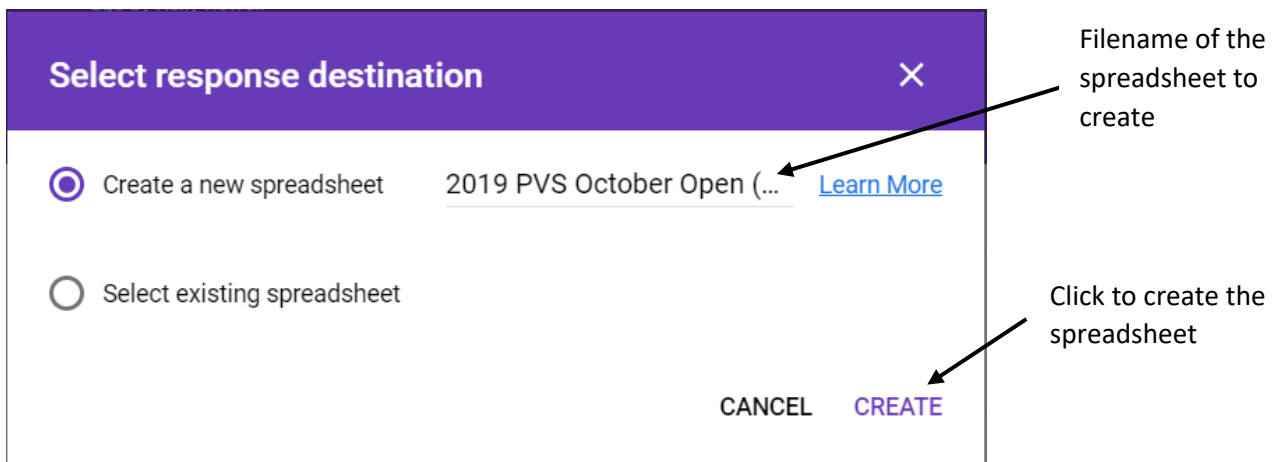 Select response destination
Filename of the
spreadsheet to
create
Create a new spreadsheet 2019 PVS October Open (... Learn More
Select existing spreadsheet
Click to create the
spreadsheet
CANCEL CREATE